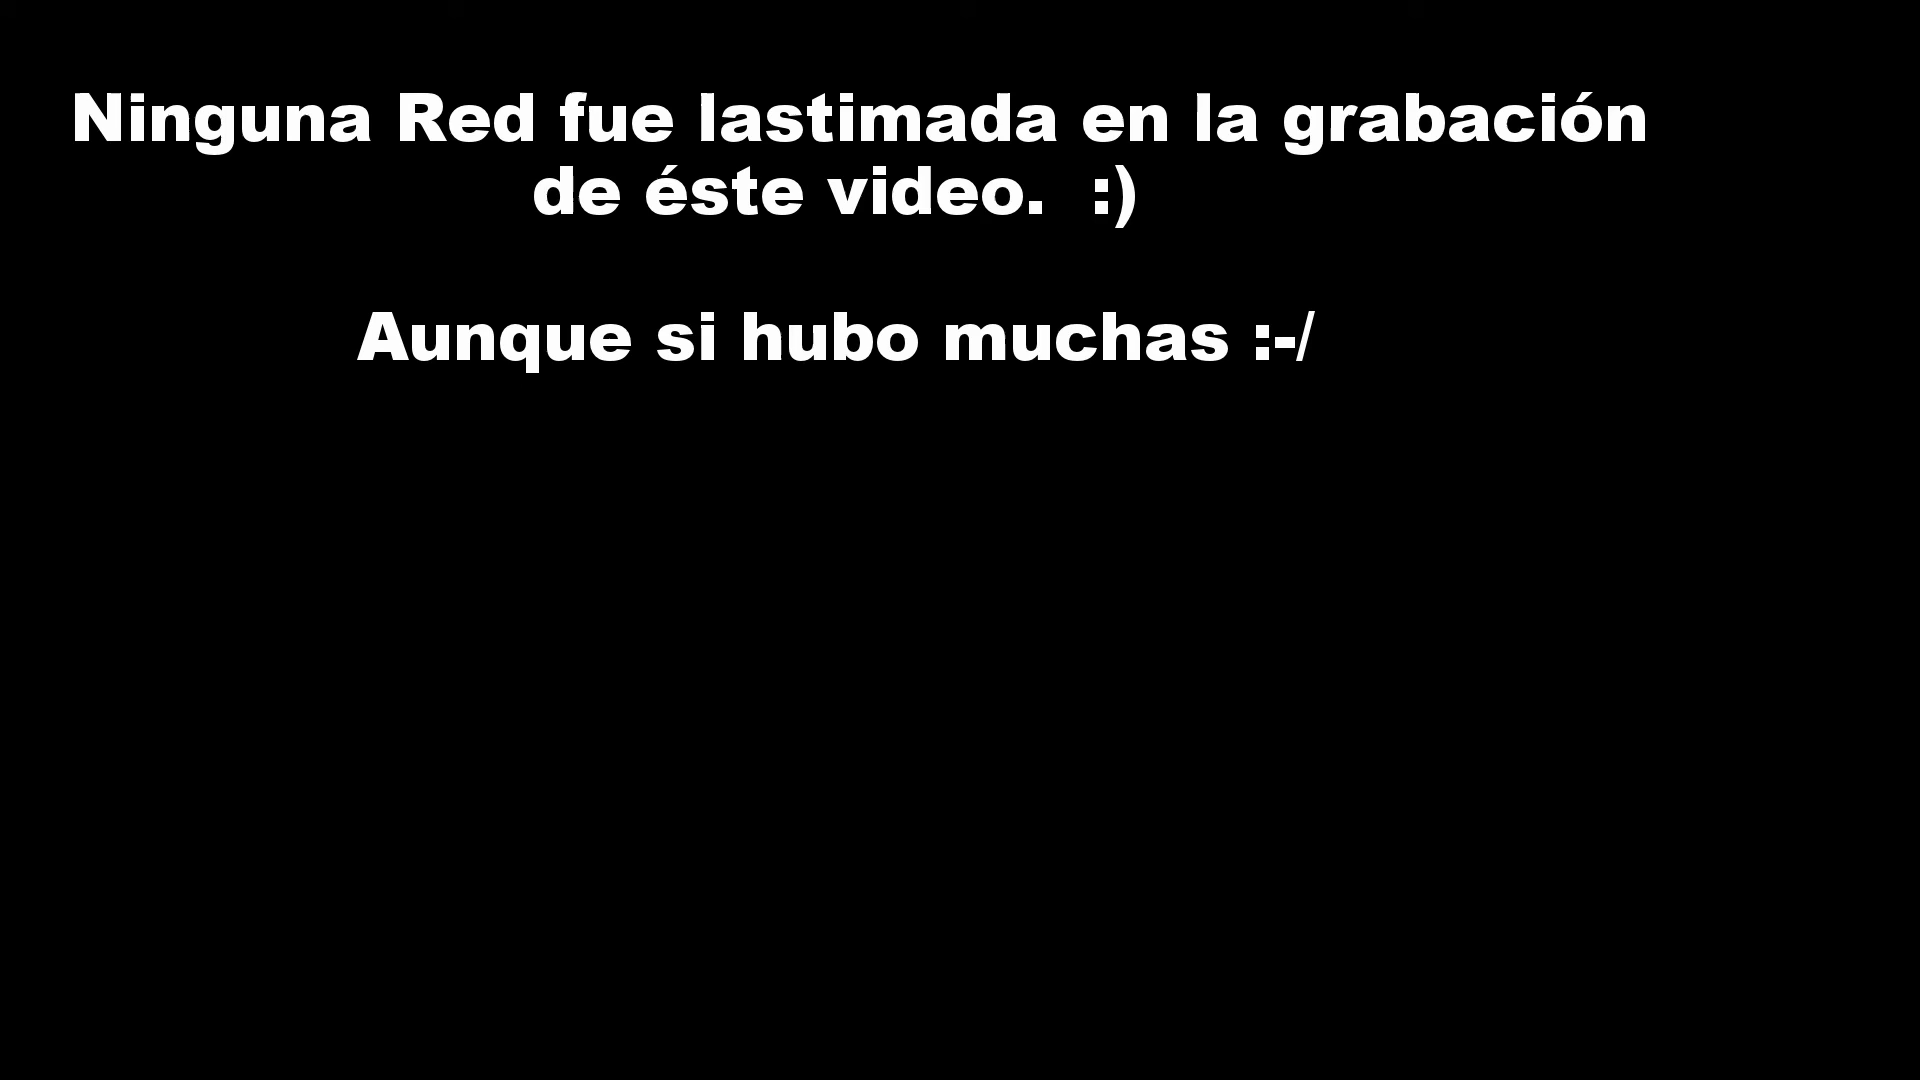 Ninguna Red fue lastimada en la grabación
de éste video.  :)
Aunque si hubo muchas :-/